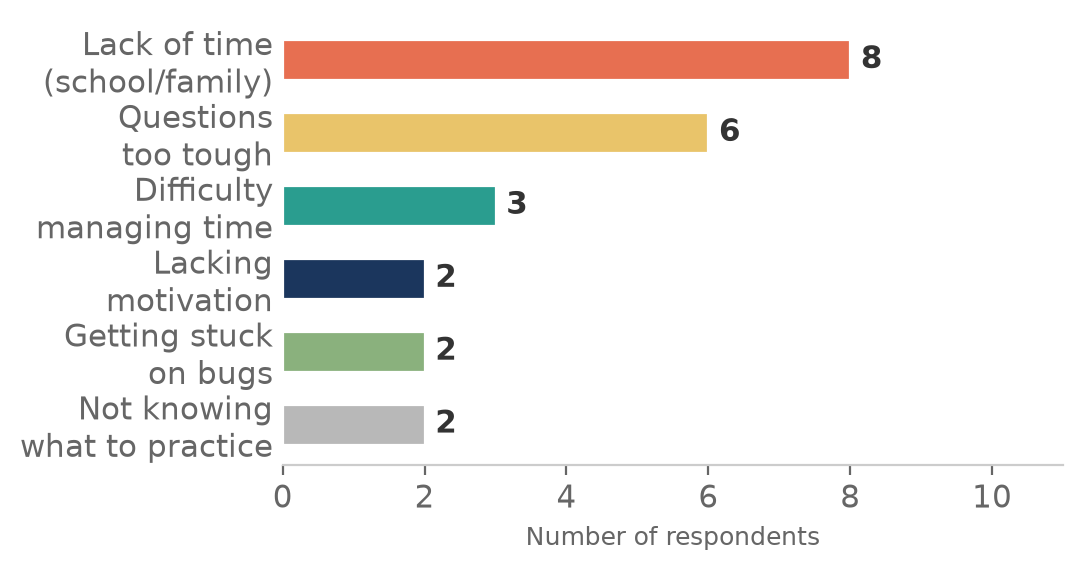 Lack of time
(school/family)
8
Questions
too tough
6
Difficulty
managing time
3
Lacking
motivation
2
Getting stuck
on bugs
2
Not knowing
what to practice
2
0 2 4 6 8 10
Number of respondents